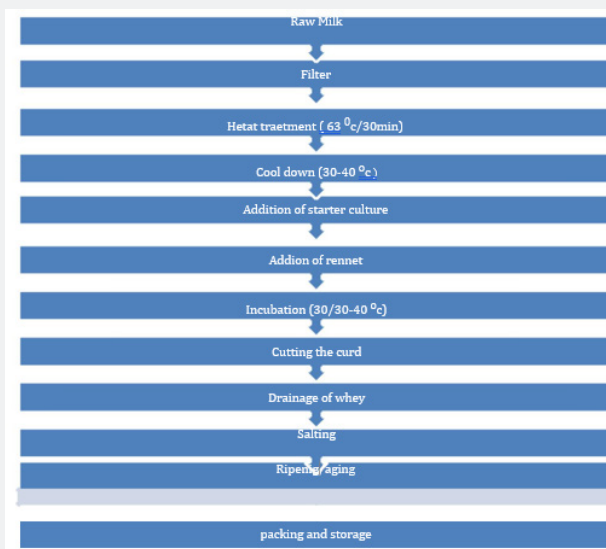 Raw Milk
Filter
Hetat traetment ( 63 ⁰c/30min)
Cool down (30-40 ⁰c )
Addition of starter culture
Addion of rennet
Incubation (30/30-40 ⁰c)
Cutting the curd
Drainage of whey
Salting
aging
packing and storage